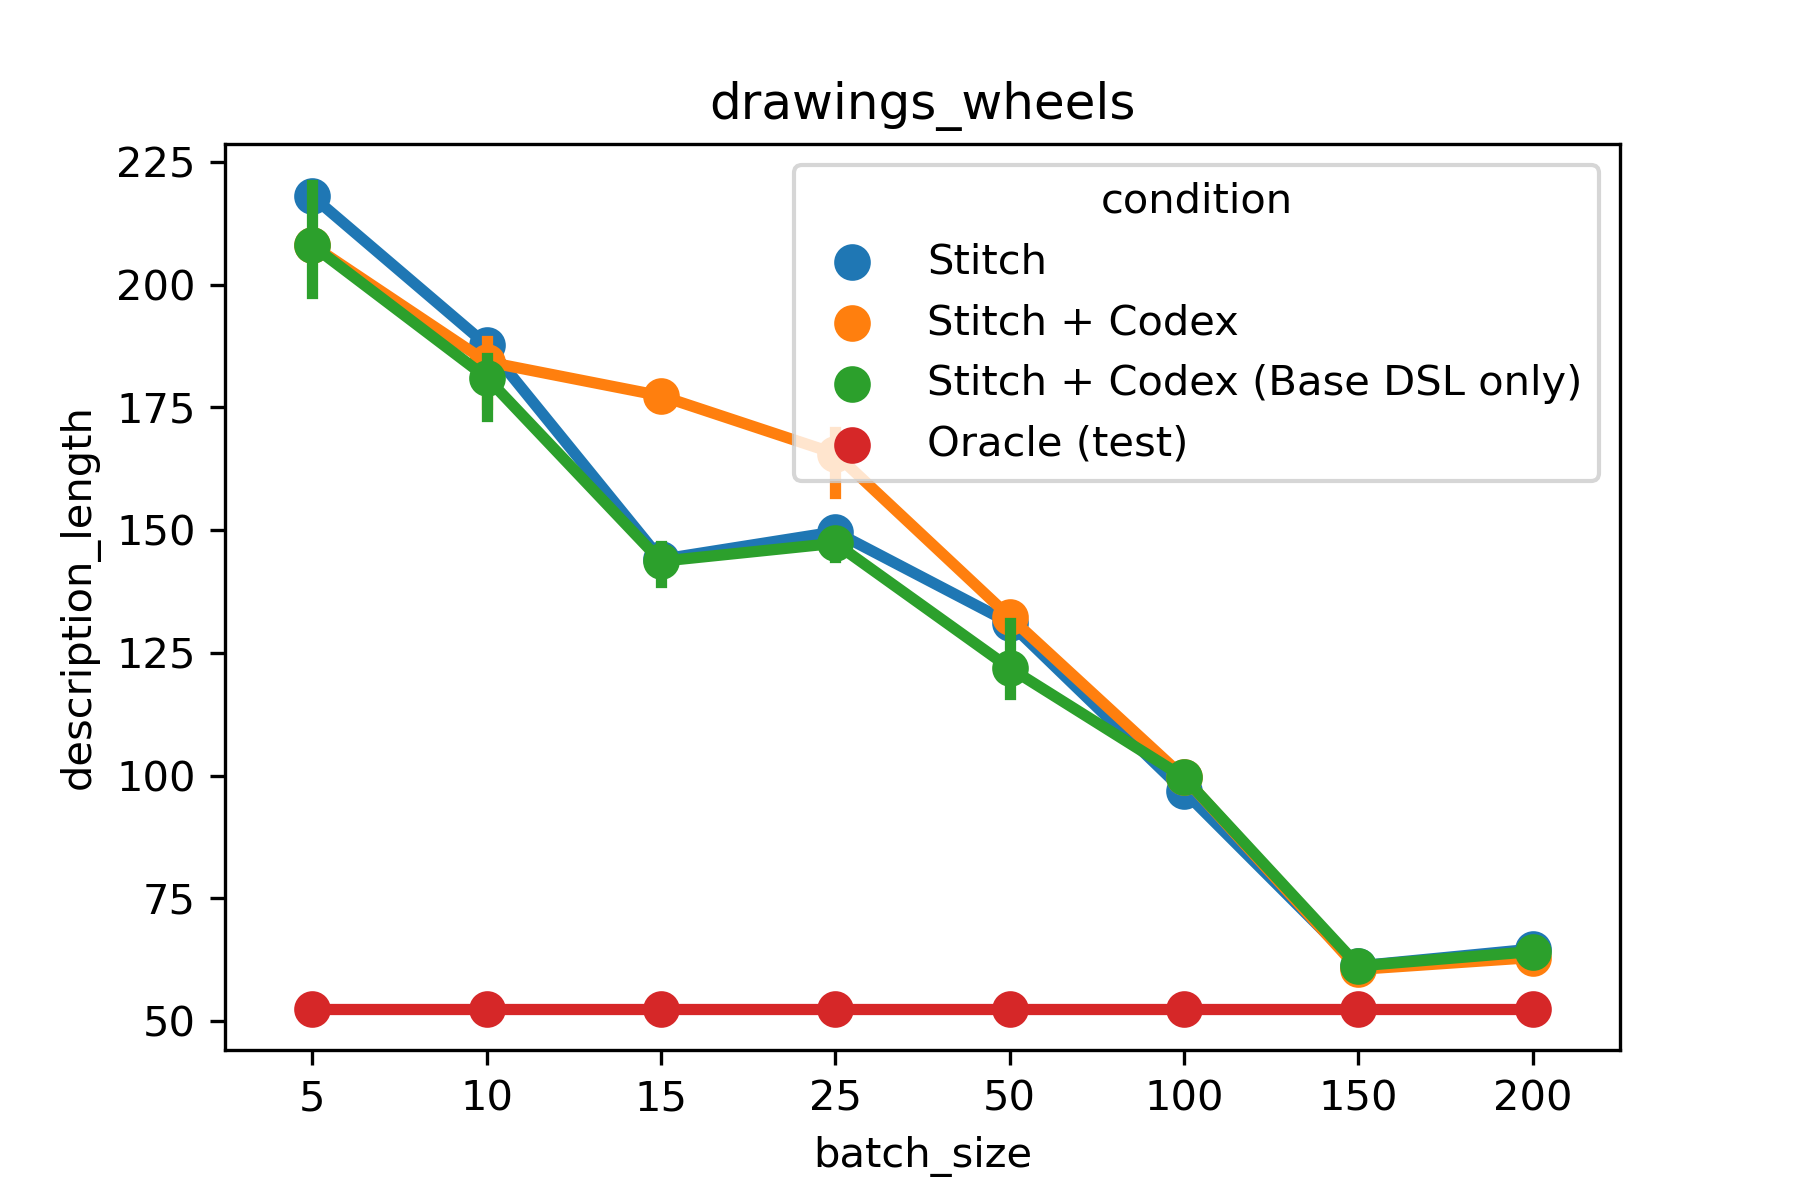 drawings_wheels
condition
Stitch
Stitch + Codex
Stitch + Codex (Base DSL only)
Oracle (test)
description_length
225
200
175
150
125
100
75
50
5 10 15 25 50 100 150 200
batch_size